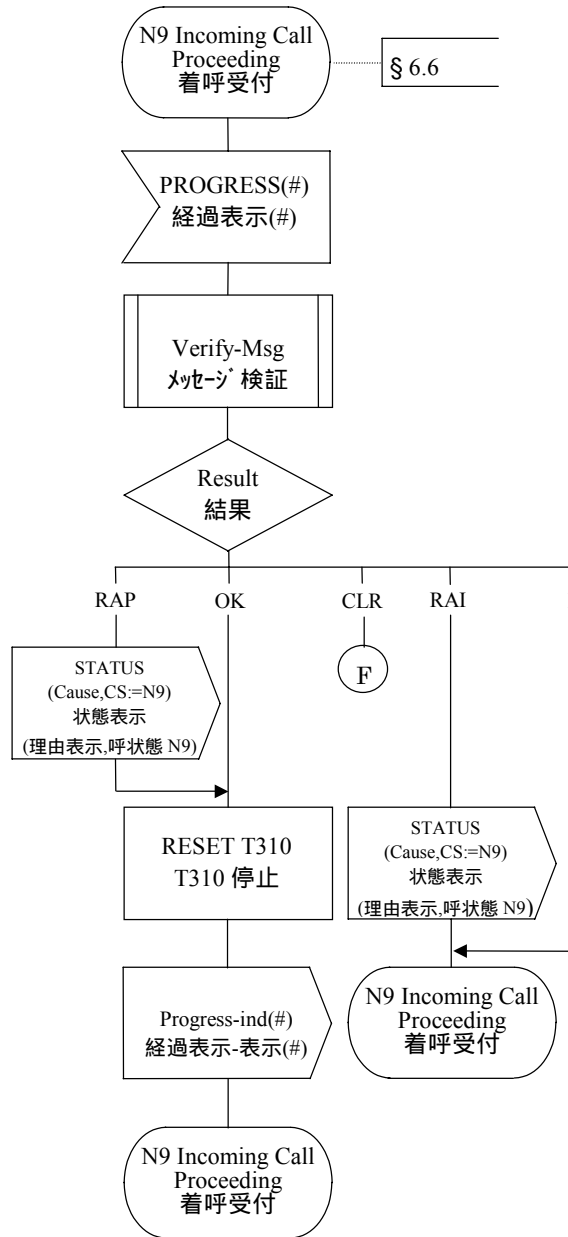 N9 Incoming Call
Proceeding
着呼受付
§ 6.6
PROGRESS(#)
経過表示(#)
Verify-Msg
ﾒｯｾｰｼﾞ検証
Result
結果
RAP
OK
CLR
RAI
STATUS
(Cause,CS:=N9)
状態表示
(理由表示,呼状態 N9)
F
RESET T310
T310 停止
STATUS
(Cause,CS:=N9)
状態表示
(理由表示,呼状態 N9)
Progress-ind(#)
経過表示-表示(#)
N9 Incoming Call
Proceeding
着呼受付
N9 Incoming Call
Proceeding
着呼受付